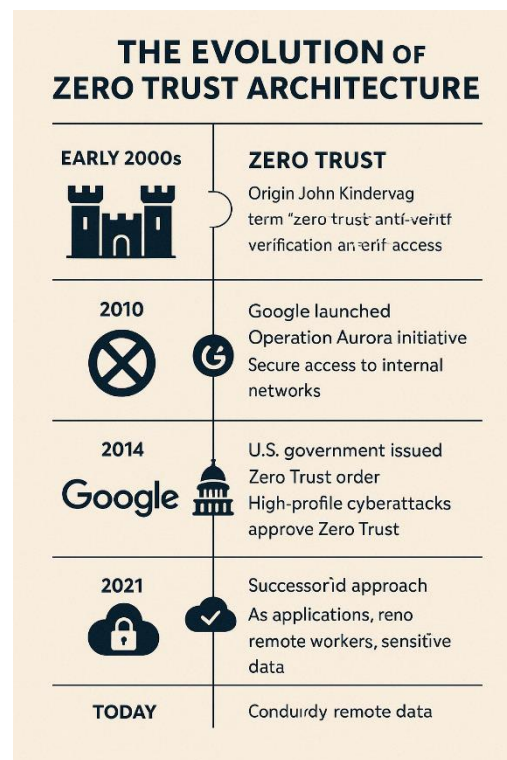 THE EVOLUTION OF
ZERO TRUST ARCHITECTURE
EARLY 2000s
ZERO TRUST
Origin John Kindervag
term “zero trust anti-
verification access
2010
Google launched
Operation Aurora initiative
Secure access to internal
networks
2014
Google
U.S. government issued
Zero Trust order
High-profile cyberattacks
approve Zero Trust
2021
approach
As applications, reno
remote workers, sensitive
data
TODAY
remote data